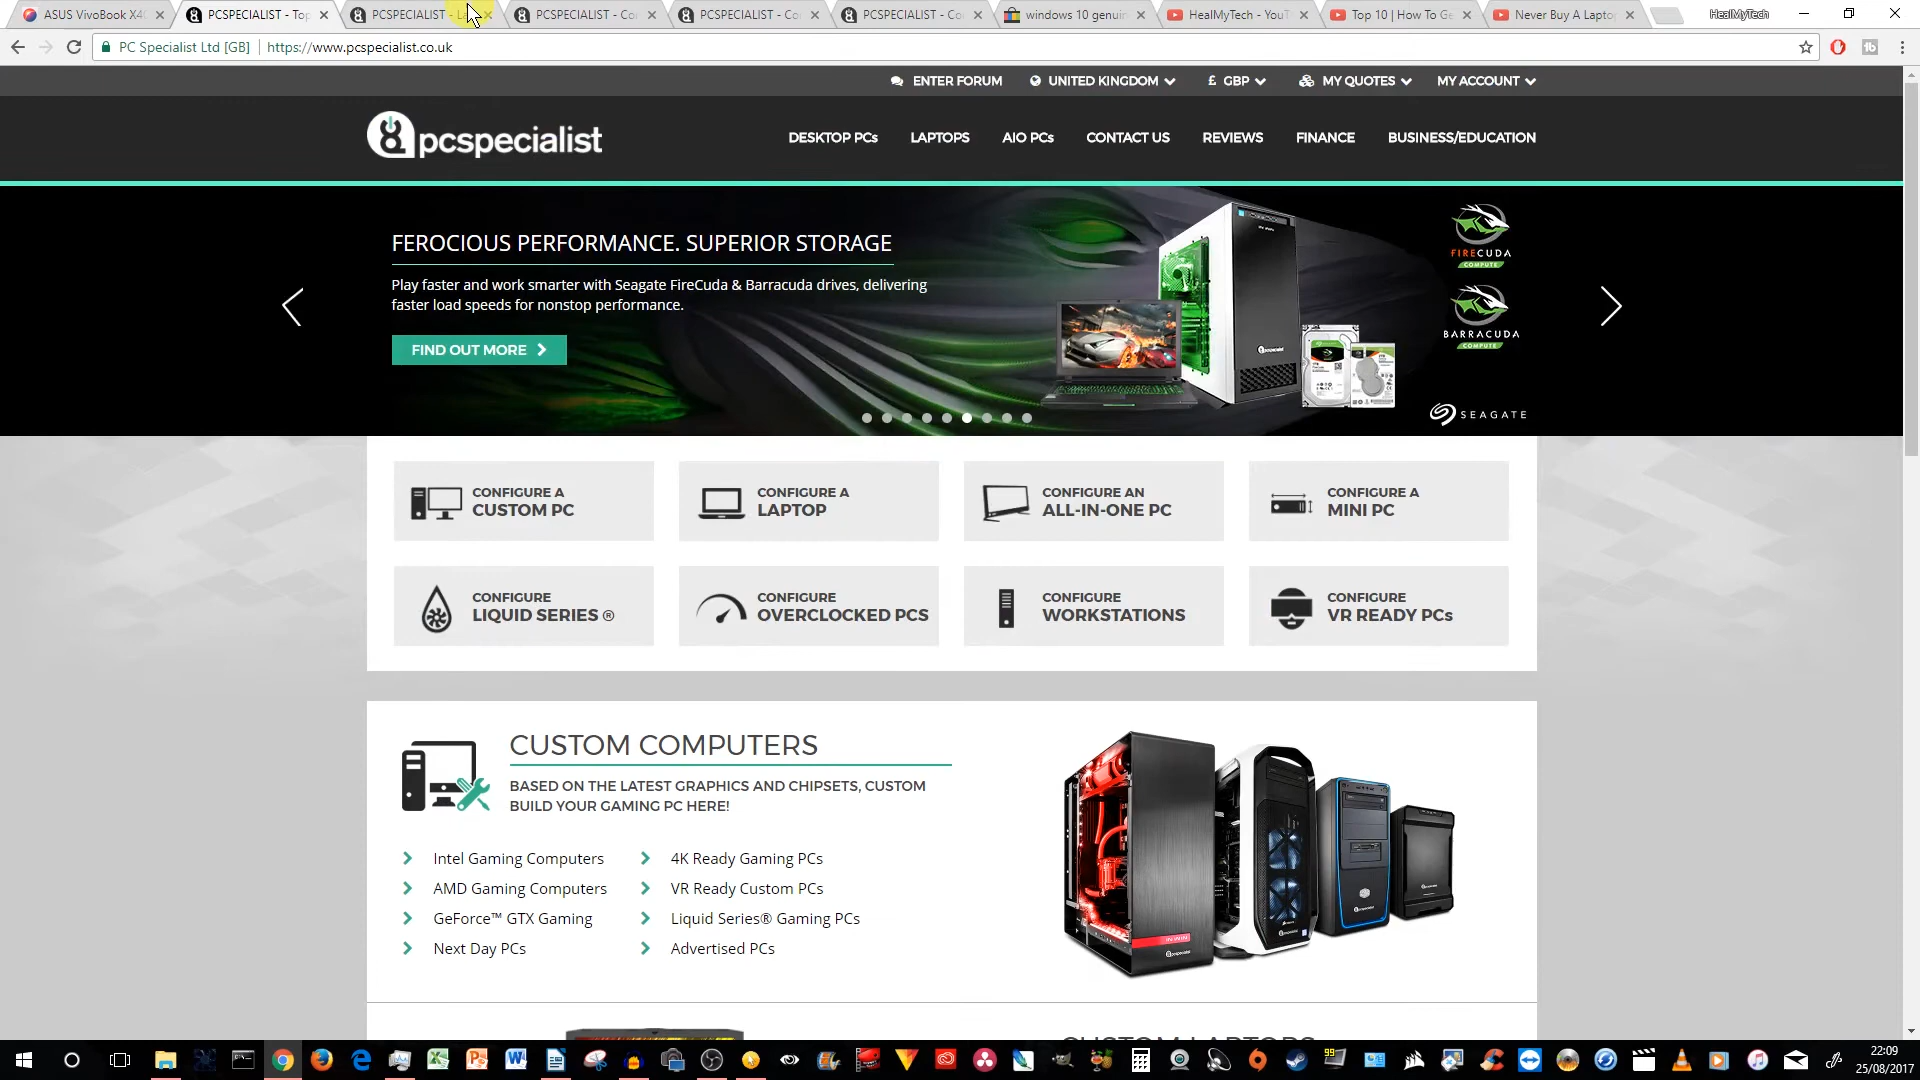 ASUS VivoBook X4
PCSPECIALIST - Top
PCSPECIALIST - La
PCSPECIALIST - Co
PCSPECIALIST - Co
PCSPECIALIST - Co
windows 10 genuin
HealMyTech - YouT
Top 10 | How To Ge
Never Buy A Lapto
HealMyTech
PC Specialist Ltd [GB]
https://www.pcspecialist.co.uk
ENTER FORUM
UNITED KINGDOM
£ GBP
MY QUOTES
MY ACCOUNT
pcspecialist
DESKTOP PCs
LAPTOPS
AIO PCs
CONTACT US
REVIEWS
FINANCE
BUSINESS/EDUCATION
FEROCIOUS PERFORMANCE. SUPERIOR STORAGE
Play faster and work smarter with Seagate FireCuda & Barracuda drives, delivering
faster load speeds for nonstop performance.
FIND OUT MORE
FIRECUDA
COMPUTE
BARRACUDA
COMPUTE
SEAGATE
CONFIGURE A
CUSTOM PC
CONFIGURE A
LAPTOP
CONFIGURE AN
ALL-IN-ONE PC
CONFIGURE A
MINI PC
CONFIGURE
LIQUID SERIES ®
CONFIGURE
OVERCLOCKED PCS
CONFIGURE
WORKSTATIONS
CONFIGURE
VR READY PCs
CUSTOM COMPUTERS
BASED ON THE LATEST GRAPHICS AND CHIPSETS, CUSTOM
BUILD YOUR GAMING PC HERE!
Intel Gaming Computers
AMD Gaming Computers
GeForce™ GTX Gaming
Next Day PCs
4K Ready Gaming PCs
VR Ready Custom PCs
Liquid Series® Gaming PCs
Advertised PCs
IN WIN
CUSTOM LAPTOPS
99
22:09
25/08/2017